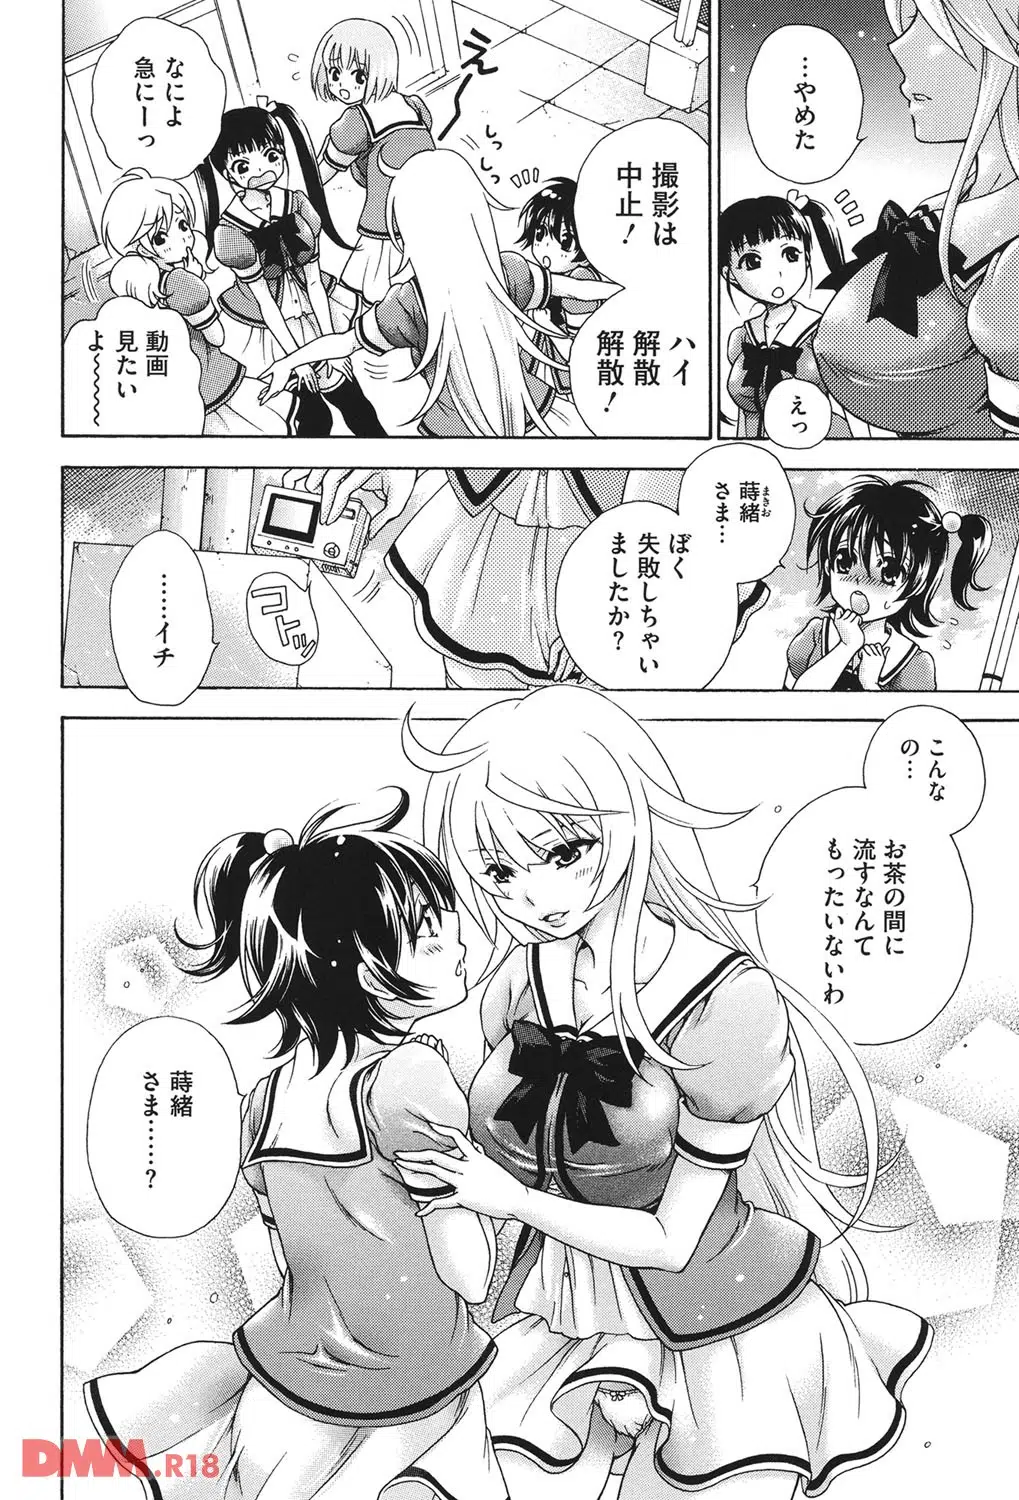 …やめた
えっ
撮影は
中止！
ハイ
解散
解散！
え〜
しっ
しっ
なによ
急にーっ
動画
見たい
よ〜〜
蒔緒
まきお
さま…
ぼく
失敗しちゃい
ましたか？
コトッ
……イチ
こんな
の…
お茶の間に
流すなんて
もったいないわ
蒔緒
さま……？
DMM.R18